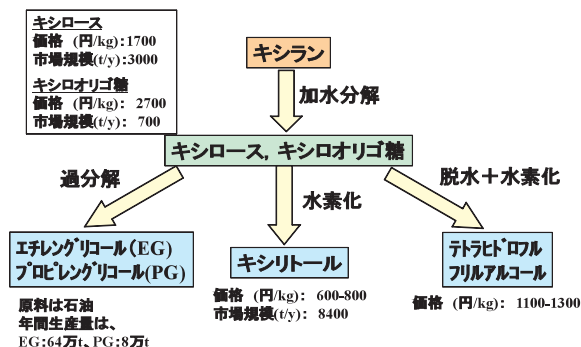 キシロース
価格 (円/kg):1700
市場規模(t/y):3000
キシロオリゴ糖
価格 (円/kg): 2700
市場規模(t/y): 700
キシラン
加水分解
キシロース, キシロオリゴ糖
過分解
水素化
脱水+水素化
エチレングリコール(EG)
プロピレングリコール(PG)
キシリトール
テトラヒドロフル
フリルアルコール
原料は石油
年間生産量は、
EG:64万t、PG:8万t
価格 (円/kg): 600-800
市場規模(t/y): 8400
価格 (円/kg): 1100-1300